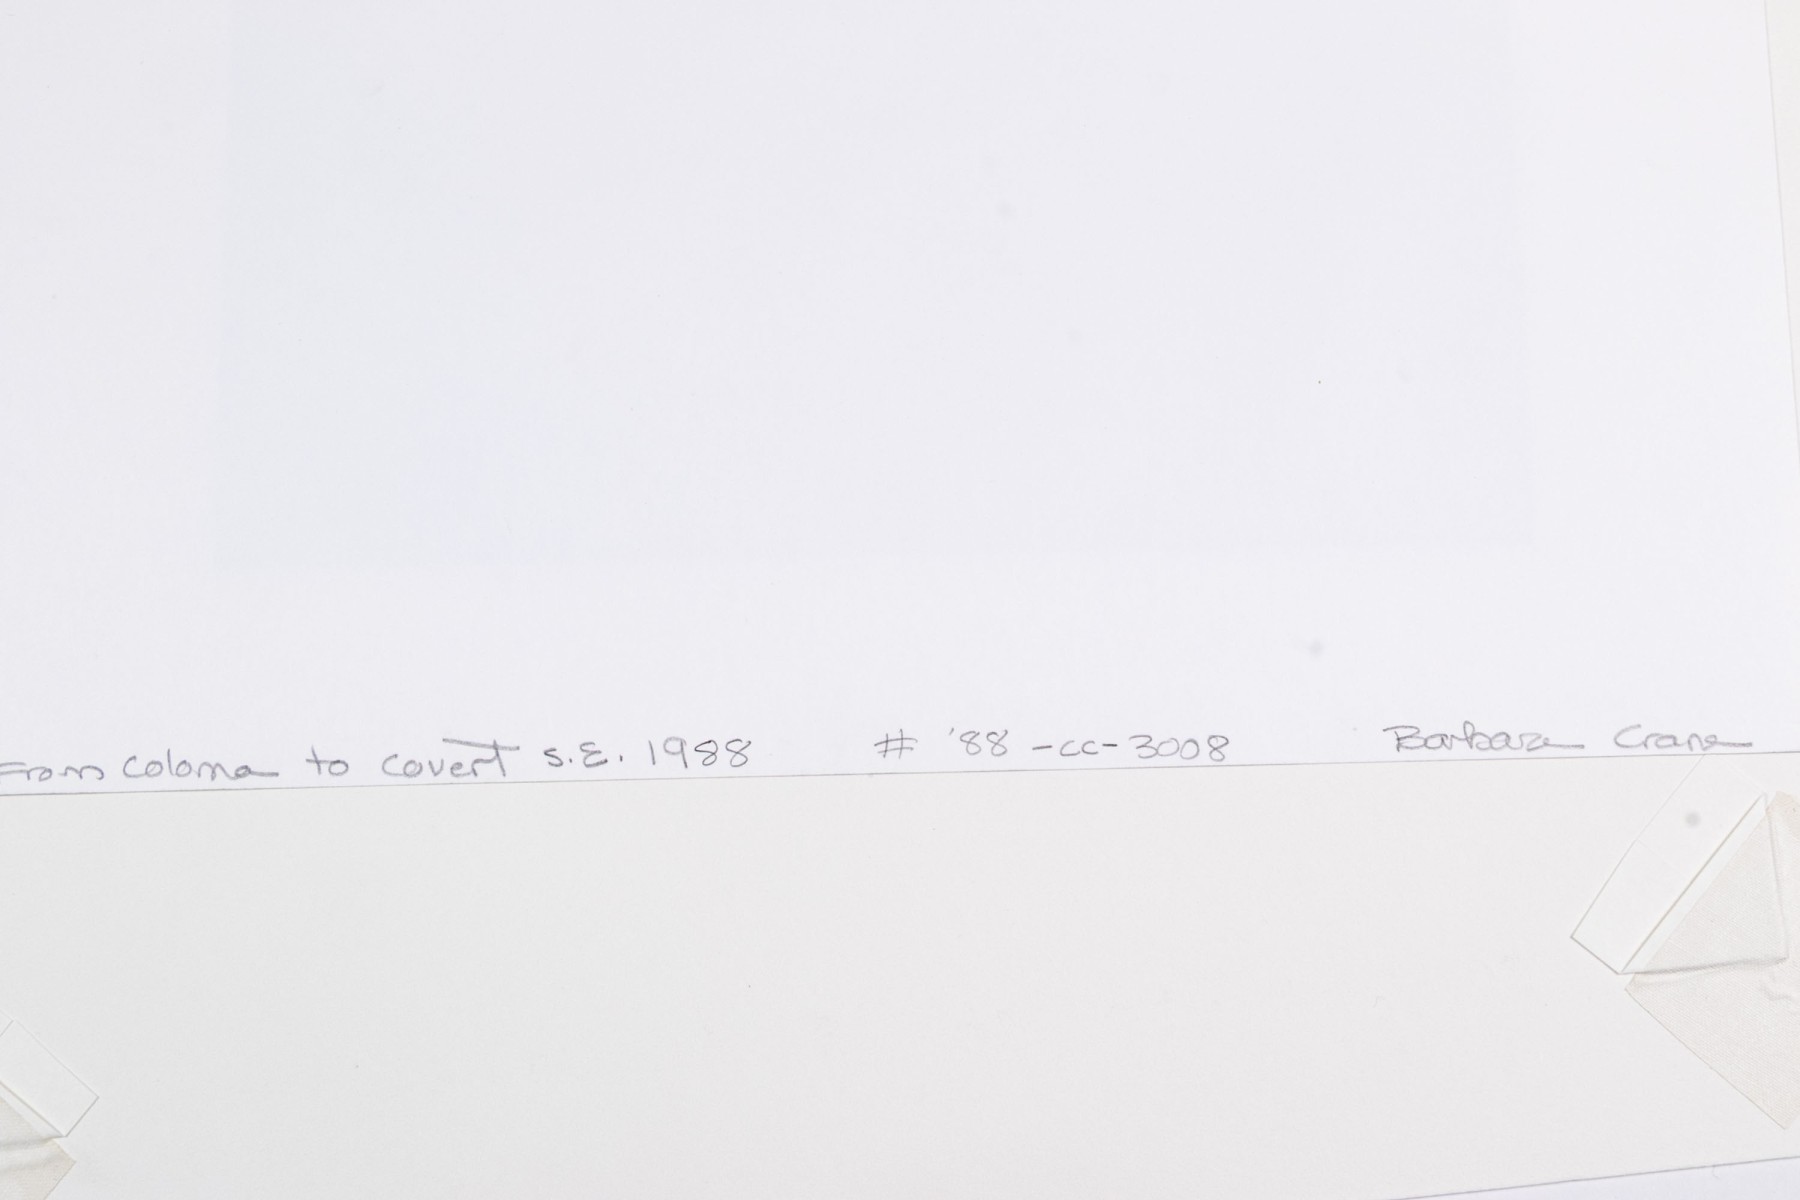 From Coloma to Covert S.E. 1988 # '88-CC-3008 Barbara Crane